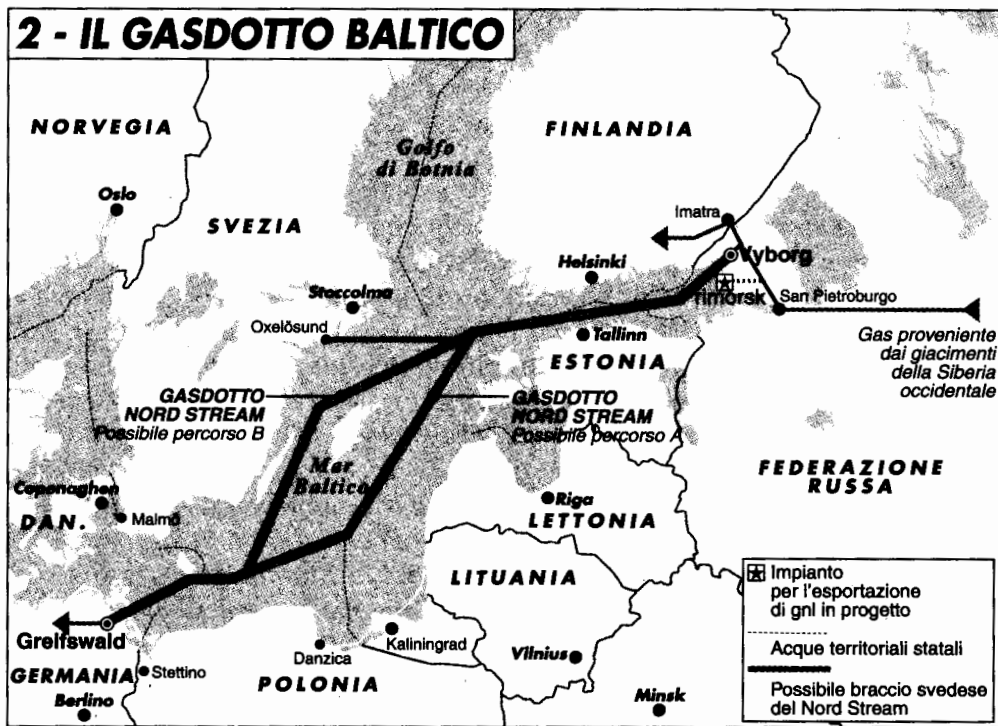 2 - IL GASDOTTO BALTICO
NORVEGIA
FINLANDIA
Golfo
di Botnia
Oslo
SVEZIA
Imatra
Vyborg
Helsinki
Stoccolma
Primorsk
San Pietroburgo
Oxelösund
Tallinn
ESTONIA
Gas proveniente
dai giacimenti
della Siberia
occidentale
GASDOTTO
NORD STREAM
Possibile percorso B
GASDOTTO
NORD STREAM
Possibile percorso A
Mar
Baltico
FEDERAZIONE
RUSSA
Copenaghen
DAN.
Malmö
Riga
LETTONIA
LITUANIA
Impianto
per l'esportazione
di gnl in progetto
Acque territoriali statali
Possibile braccio svedese
del Nord Stream
Greifswald
Kaliningrad
Danzica
Vilnius
GERMANIA
Stettino
POLONIA
Berlino
Minsk